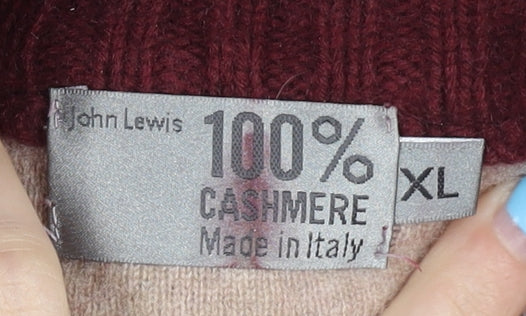 John Lewis
100%
CASHMERE
Made in Italy
XL